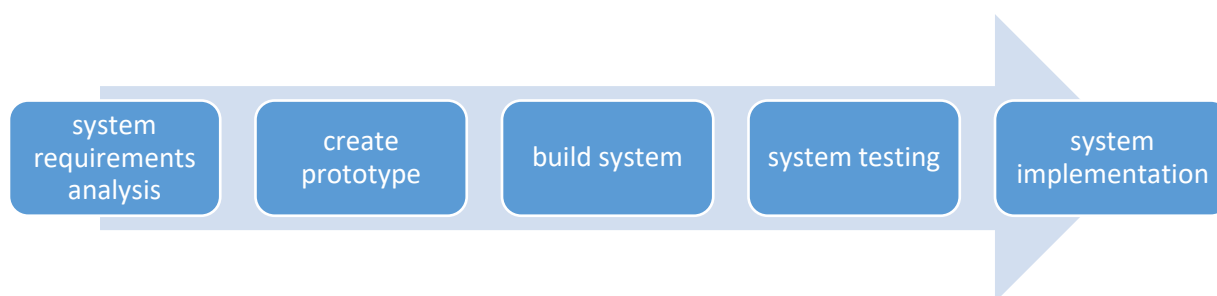 system
requirements
analysis
create
prototype
build system
system testing
system
implementation